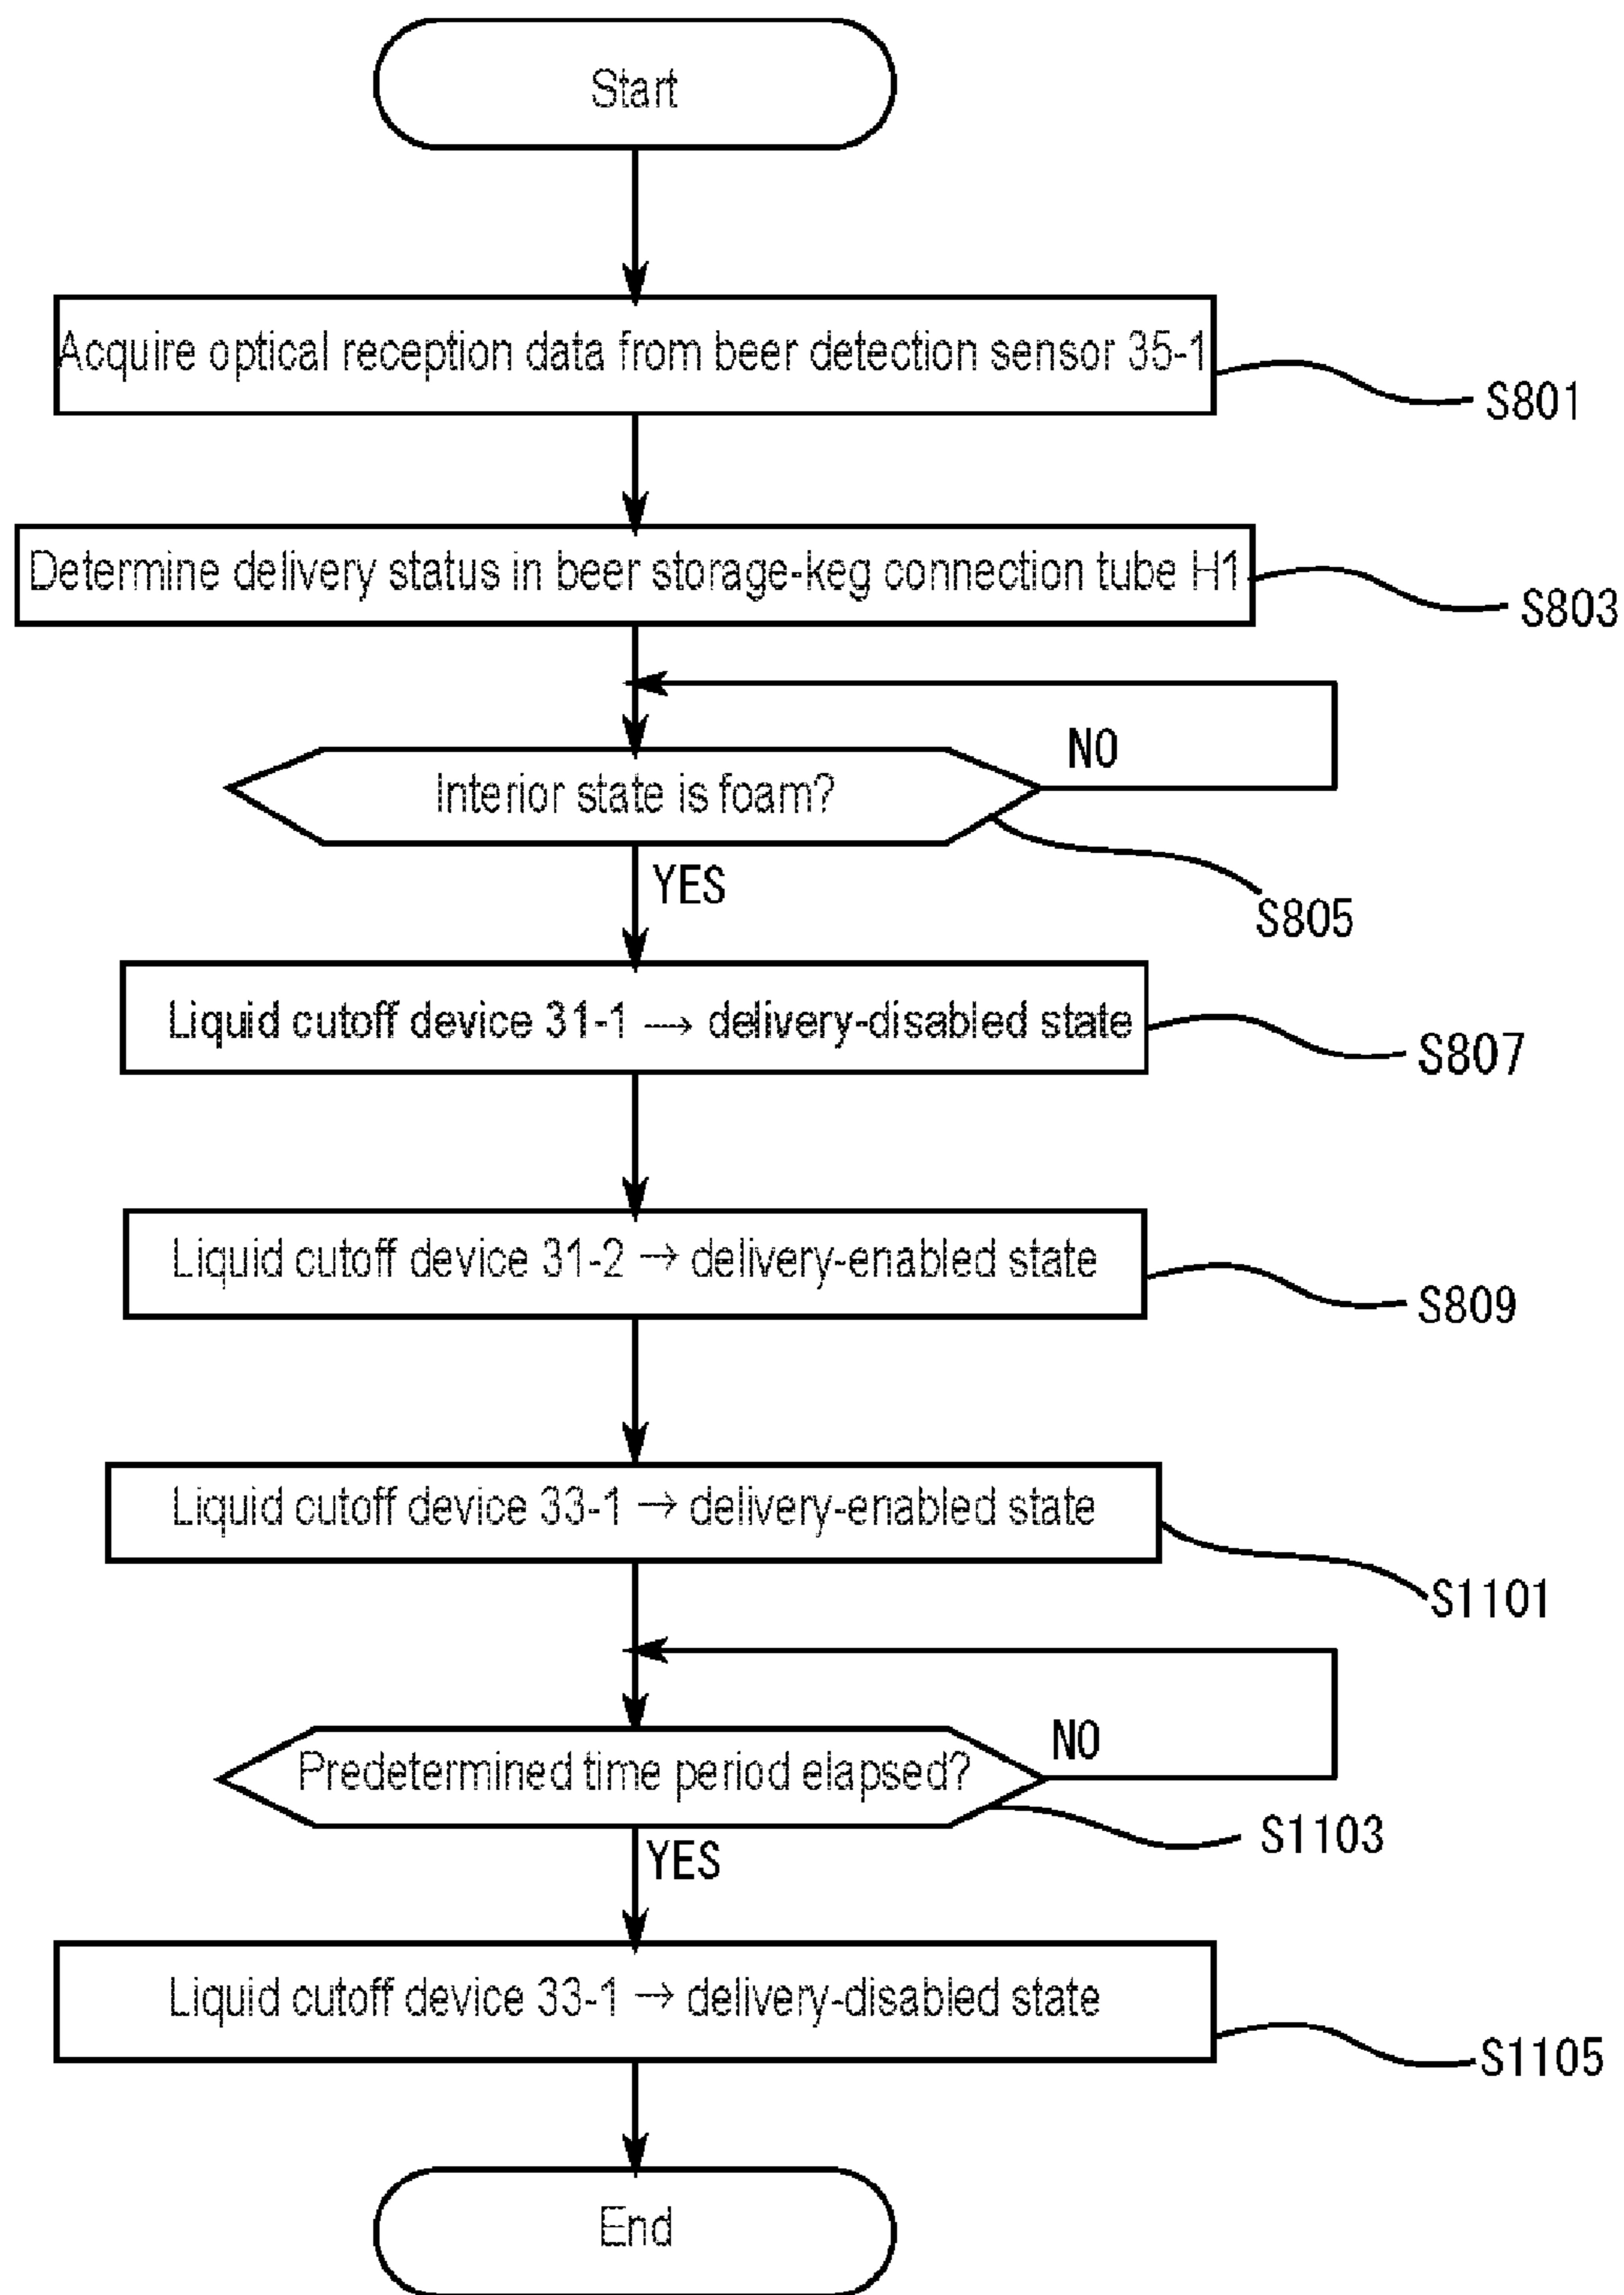 Start
Acquire optical reception data from beer detection sensor 35-1
S801
Determine delivery status in beer storage-keg connection tube H1
S803
NO
Interior state is foam?
YES
S805
Liquid cutoff device 31-1 → delivery-disabled state
S807
Liquid cutoff device 31-2 → delivery-enabled state
S809
Liquid cutoff device 33-1 → delivery-enabled state
S1101
NO
Predetermined time period elapsed?
S1103
YES
Liquid cutoff device 33-1 → delivery-disabled state
S1105
End